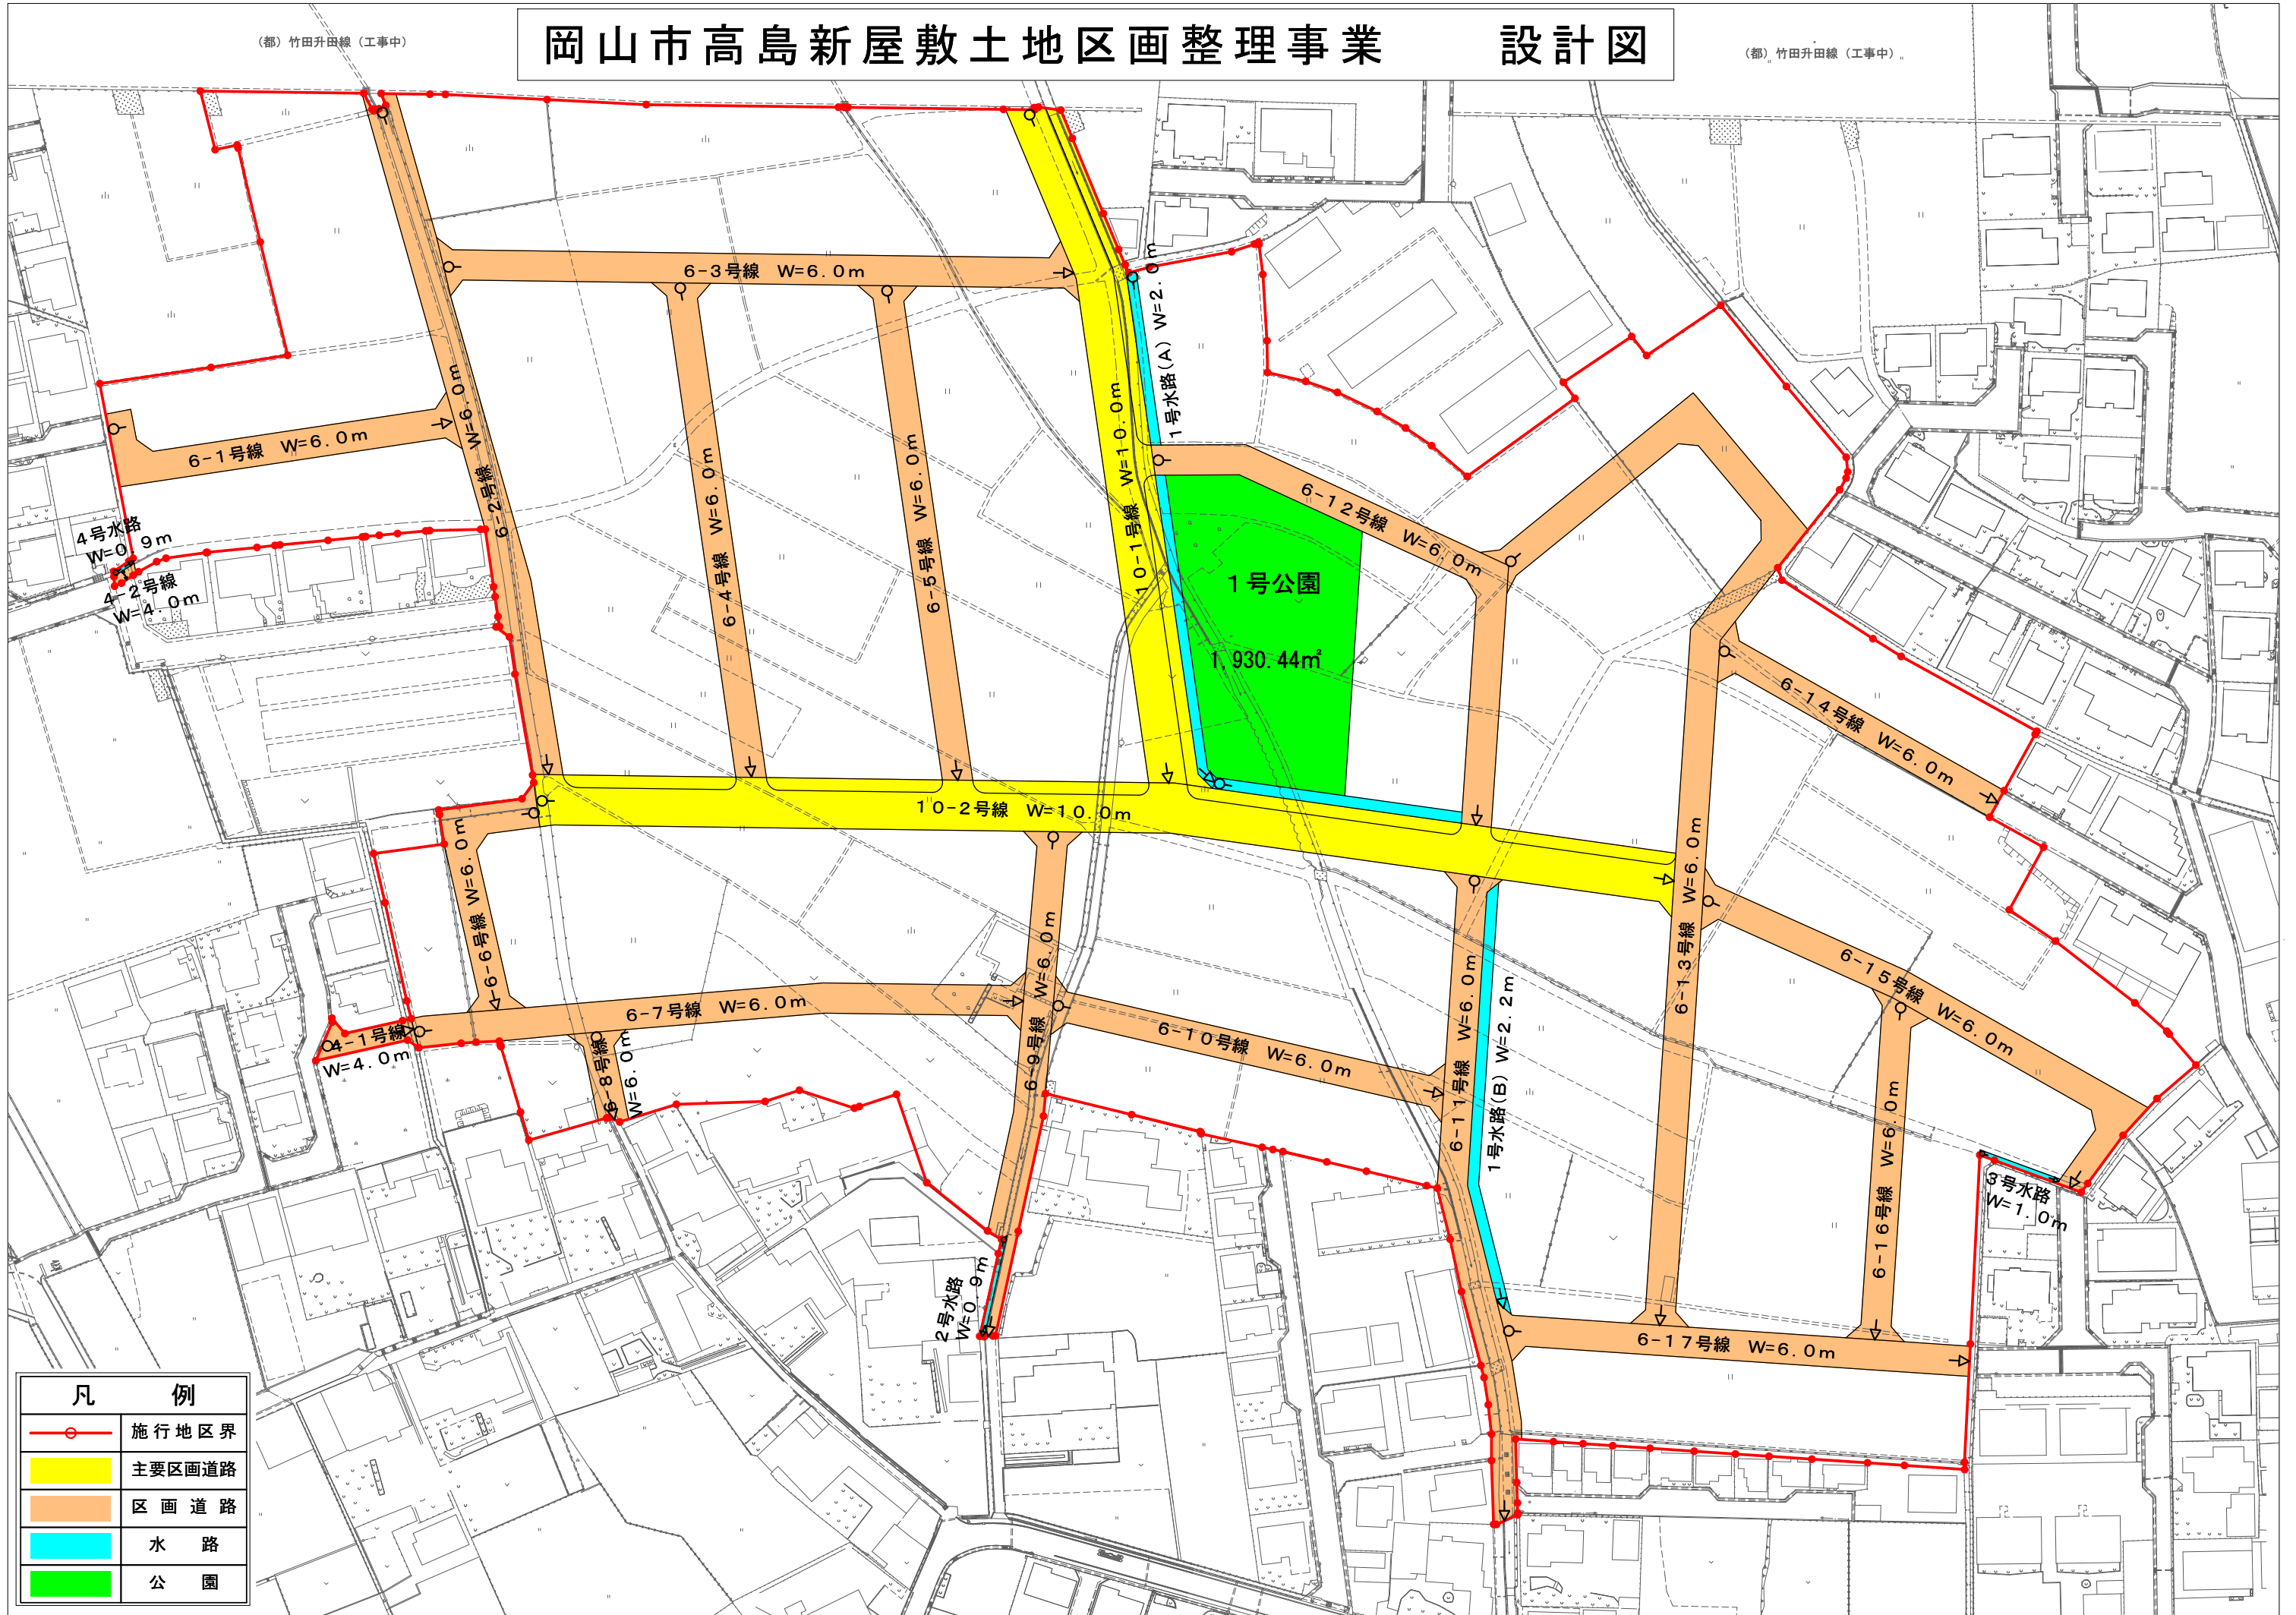 岡山市高島新屋敷土地区画整理事業　　設計図
（都）竹田升田線（工事中）
（都）竹田升田線（工事中）
6-3号線　W=6.0m
1号水路(A) W=2.0m
6-2号線　W=6.0m
6-1号線　W=6.0m
6-4号線　W=6.0m
6-5号線　W=6.0m
10-1号線　W=10.0m
6-12号線　W=6.0m
4号水路
W=0.9m
4-2号線
W=4.0m
1号公園
1,930.44㎡
6-14号線　W=6.0m
10-2号線　W=10.0m
6-6号線 W=6.0m
6-13号線　W=6.0m
6-9号線　W=6.0m
6-15号線　W=6.0m
6-7号線　W=6.0m
6-10号線　W=6.0m
6-11号線　W=6.0m
1号水路(B) W=2.2m
4-1号線
W=4.0m
6-8号線
W=6.0m
6-16号線　W=6.0m
3号水路
W=1.0m
2号水路
W=0.9m
6-17号線　W=6.0m
凡　例
施行地区界
主要区画道路
区画道路
水路
公園